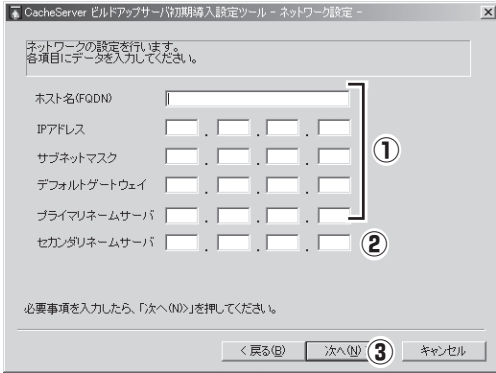 CacheServer ビルドアップサーバ初期導入設定ツール - ネットワーク設定 -
ネットワークの設定を行います。
各項目にデータを入力してください。
ホスト名(FQDN)
IPアドレス . . .
サブネットマスク . . .
①
デフォルトゲートウェイ . . .
プライマリネームサーバ . . .
セカンダリネームサーバ . . . ②
必要事項を入力したら、「次へ(N)>」を押してください。
< 戻る(B) 次へ(N) ③ キャンセル